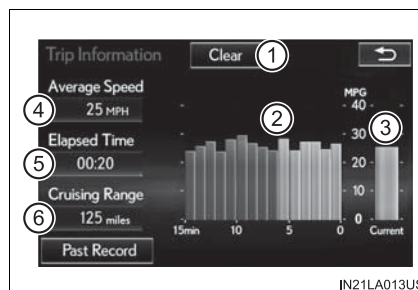 Trip Information
Clear
1
Average Speed
4
25 MPH
Elapsed Time
5
00:20
Cruising Range
6
125 miles
Past Record
2
MPG
3
40
30
20
10
0
15min 10 5 0 Current
IN21LA013US